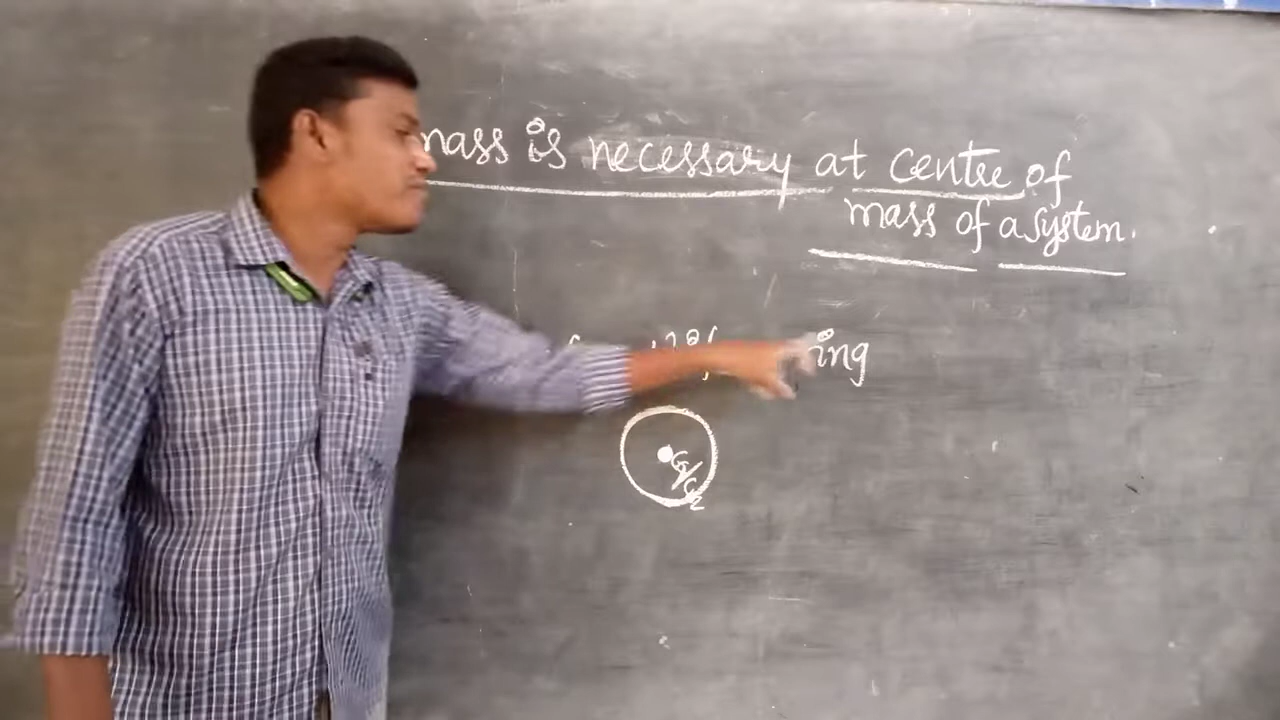 mass is necessary at centre of
mass of a system.
ing
G/